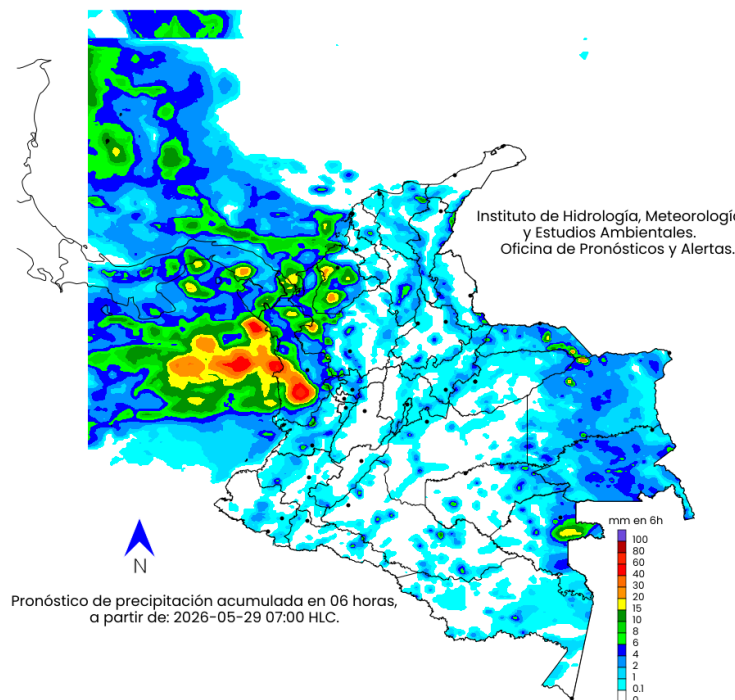 Instituto de Hidrología, Meteorología
y Estudios Ambientales.
Oficina de Pronósticos y Alertas.
mm en 6h
100
80
60
40
30
20
15
10
8
6
4
2
1
0.1
0
N
Pronóstico de precipitación acumulada en 06 horas,
a partir de: 2026-05-29 07:00 HLC.